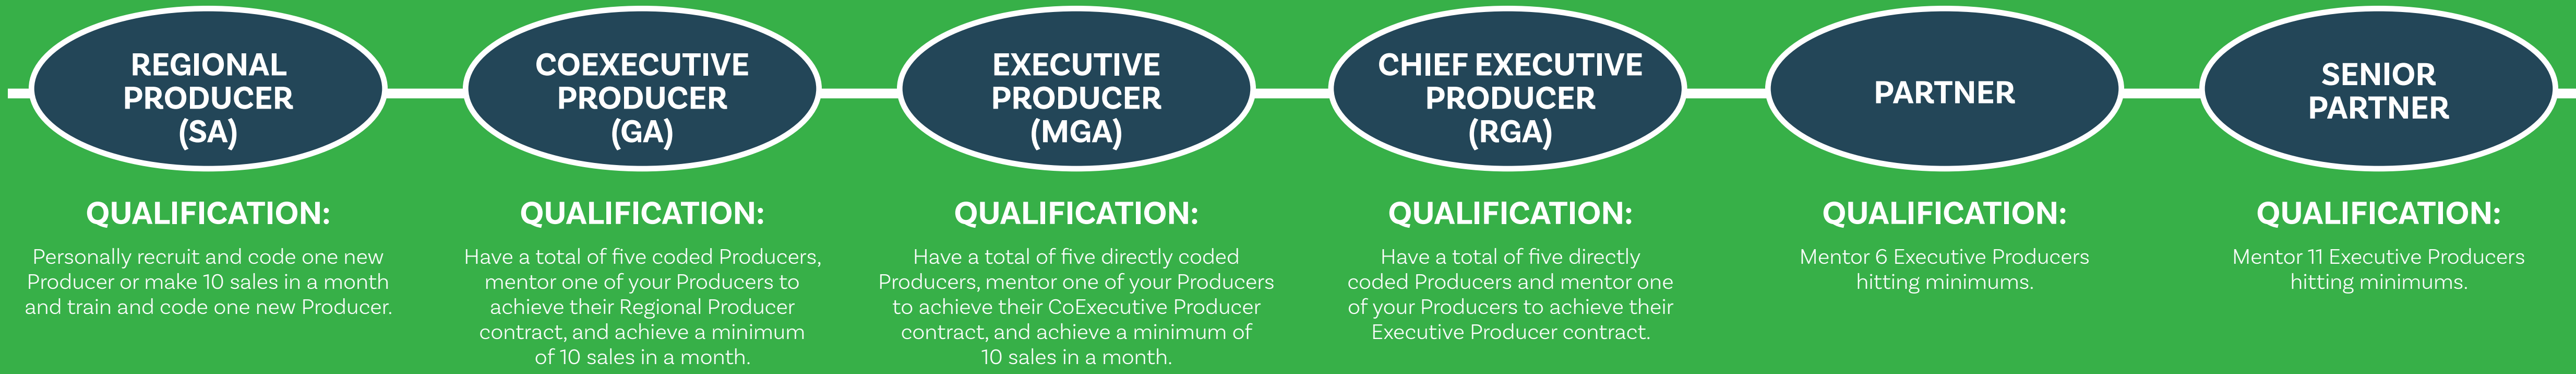 REGIONAL
PRODUCER
(SA)
QUALIFICATION:
Personally recruit and code one new
Producer or make 10 sales in a month
and train and code one new Producer.
COEXECUTIVE
PRODUCER
(GA)
QUALIFICATION:
Have a total of five coded Producers,
mentor one of your Producers to
achieve their Regional Producer
contract, and achieve a minimum
of 10 sales in a month.
EXECUTIVE
PRODUCER
(MGA)
QUALIFICATION:
Have a total of five directly coded
Producers, mentor one of your Producers
to achieve their CoExecutive Producer
contract, and achieve a minimum of
10 sales in a month.
CHIEF EXECUTIVE
PRODUCER
(RGA)
QUALIFICATION:
Have a total of five directly
coded Producers and mentor one
of your Producers to achieve their
Executive Producer contract.
PARTNER
QUALIFICATION:
Mentor 6 Executive Producers
hitting minimums.
SENIOR
PARTNER
QUALIFICATION:
Mentor 11 Executive Producers
hitting minimums.